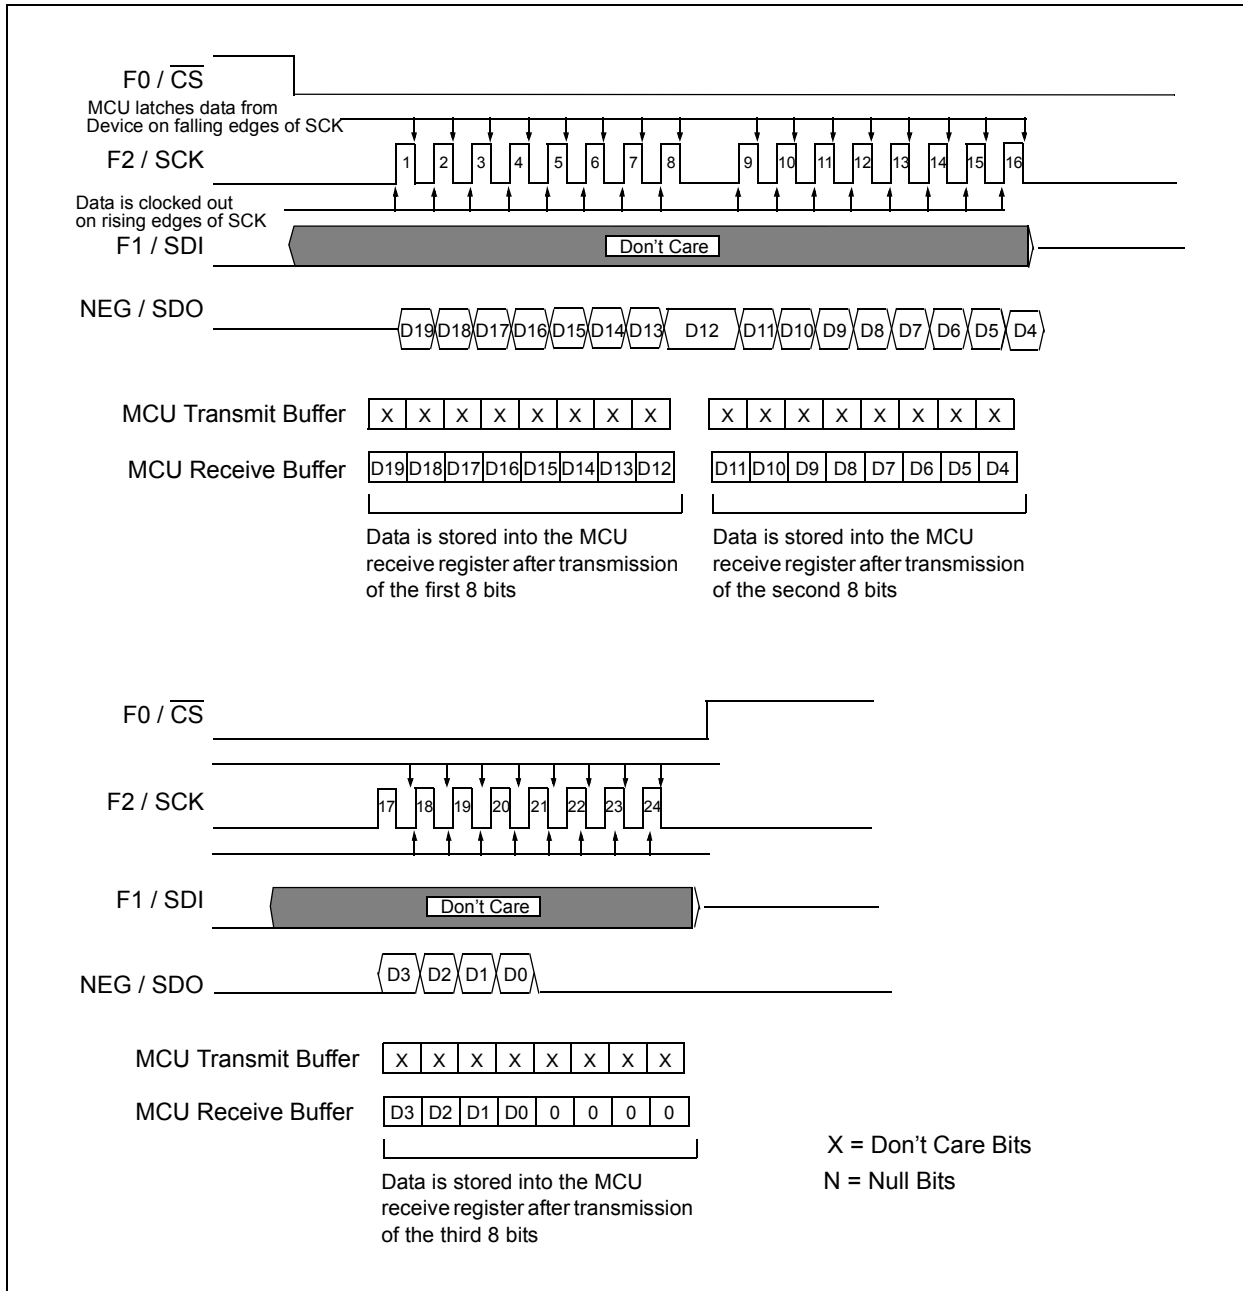 F0 / CS
MCU latches data from
Device on falling edges of SCK
F2 / SCK
1 2 3 4 5 6 7 8 9 10 11 12 13 14 15 16
Data is clocked out
on rising edges of SCK
F1 / SDI
Don't Care
NEG / SDO
D19 D18 D17 D16 D15 D14 D13 D12 D11 D10 D9 D8 D7 D6 D5 D4
MCU Transmit Buffer
X X X X X X X X X X X X X X X X
MCU Receive Buffer
D19 D18 D17 D16 D15 D14 D13 D12 D11 D10 D9 D8 D7 D6 D5 D4
Data is stored into the MCU
receive register after transmission
of the first 8 bits
Data is stored into the MCU
receive register after transmission
of the second 8 bits
F0 / CS
F2 / SCK
17 18 19 20 21 22 23 24
F1 / SDI
Don't Care
NEG / SDO
D3 D2 D1 D0
MCU Transmit Buffer
X X X X X X X X
MCU Receive Buffer
D3 D2 D1 D0 0 0 0 0
Data is stored into the MCU
receive register after transmission
of the third 8 bits
X = Don't Care Bits
N = Null Bits